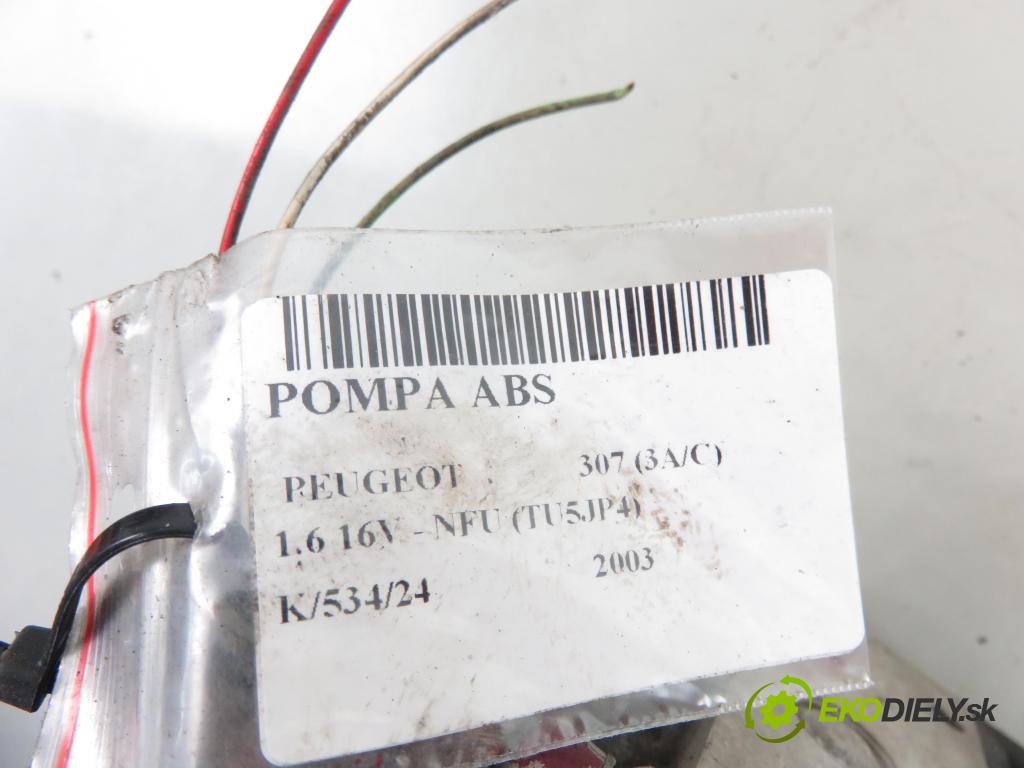 POMPA ABS
PEUGEOT 307 (3A/C)
1.6 16V - NFU (TU5JP4)
2003
K/534/24
EKODIELY.sk